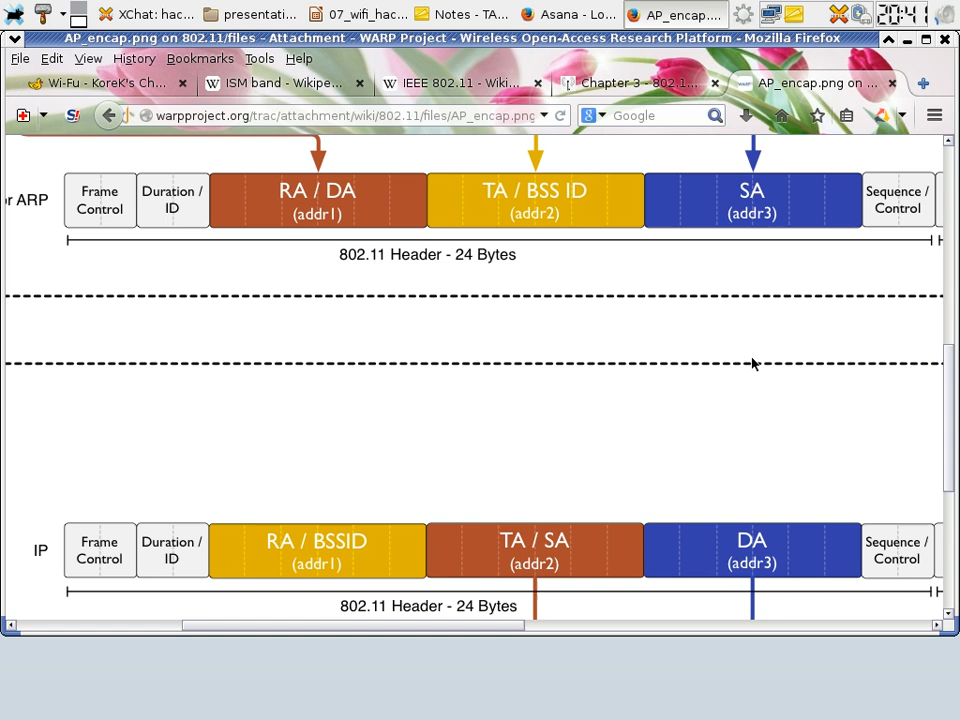 XChat: hac...
presentati...
07_wifi_hac...
Notes - TA...
Asana - Lo...
AP_encap....
20:41
AP_encap.png on 802.11/files – Attachment – WARP Project - Wireless Open-Access Research Platform - Mozilla Firefox
File Edit View History Bookmarks Tools Help
Wi-Fu - KoreK's Ch...
W ISM band - Wikipe...
W IEEE 802.11 - Wiki...
Chapter 3 - 802.1...
AP_encap.png on ...
warpproject.org/trac/attachment/wiki/802.11/files/AP_encap.png
Google
r ARP
Frame Control
Duration / ID
RA / DA
(addr1)
TA / BSS ID
(addr2)
SA
(addr3)
Sequence / Control
802.11 Header - 24 Bytes
IP
Frame Control
Duration / ID
RA / BSSID
(addr1)
TA / SA
(addr2)
DA
(addr3)
Sequence / Control
802.11 Header - 24 Bytes